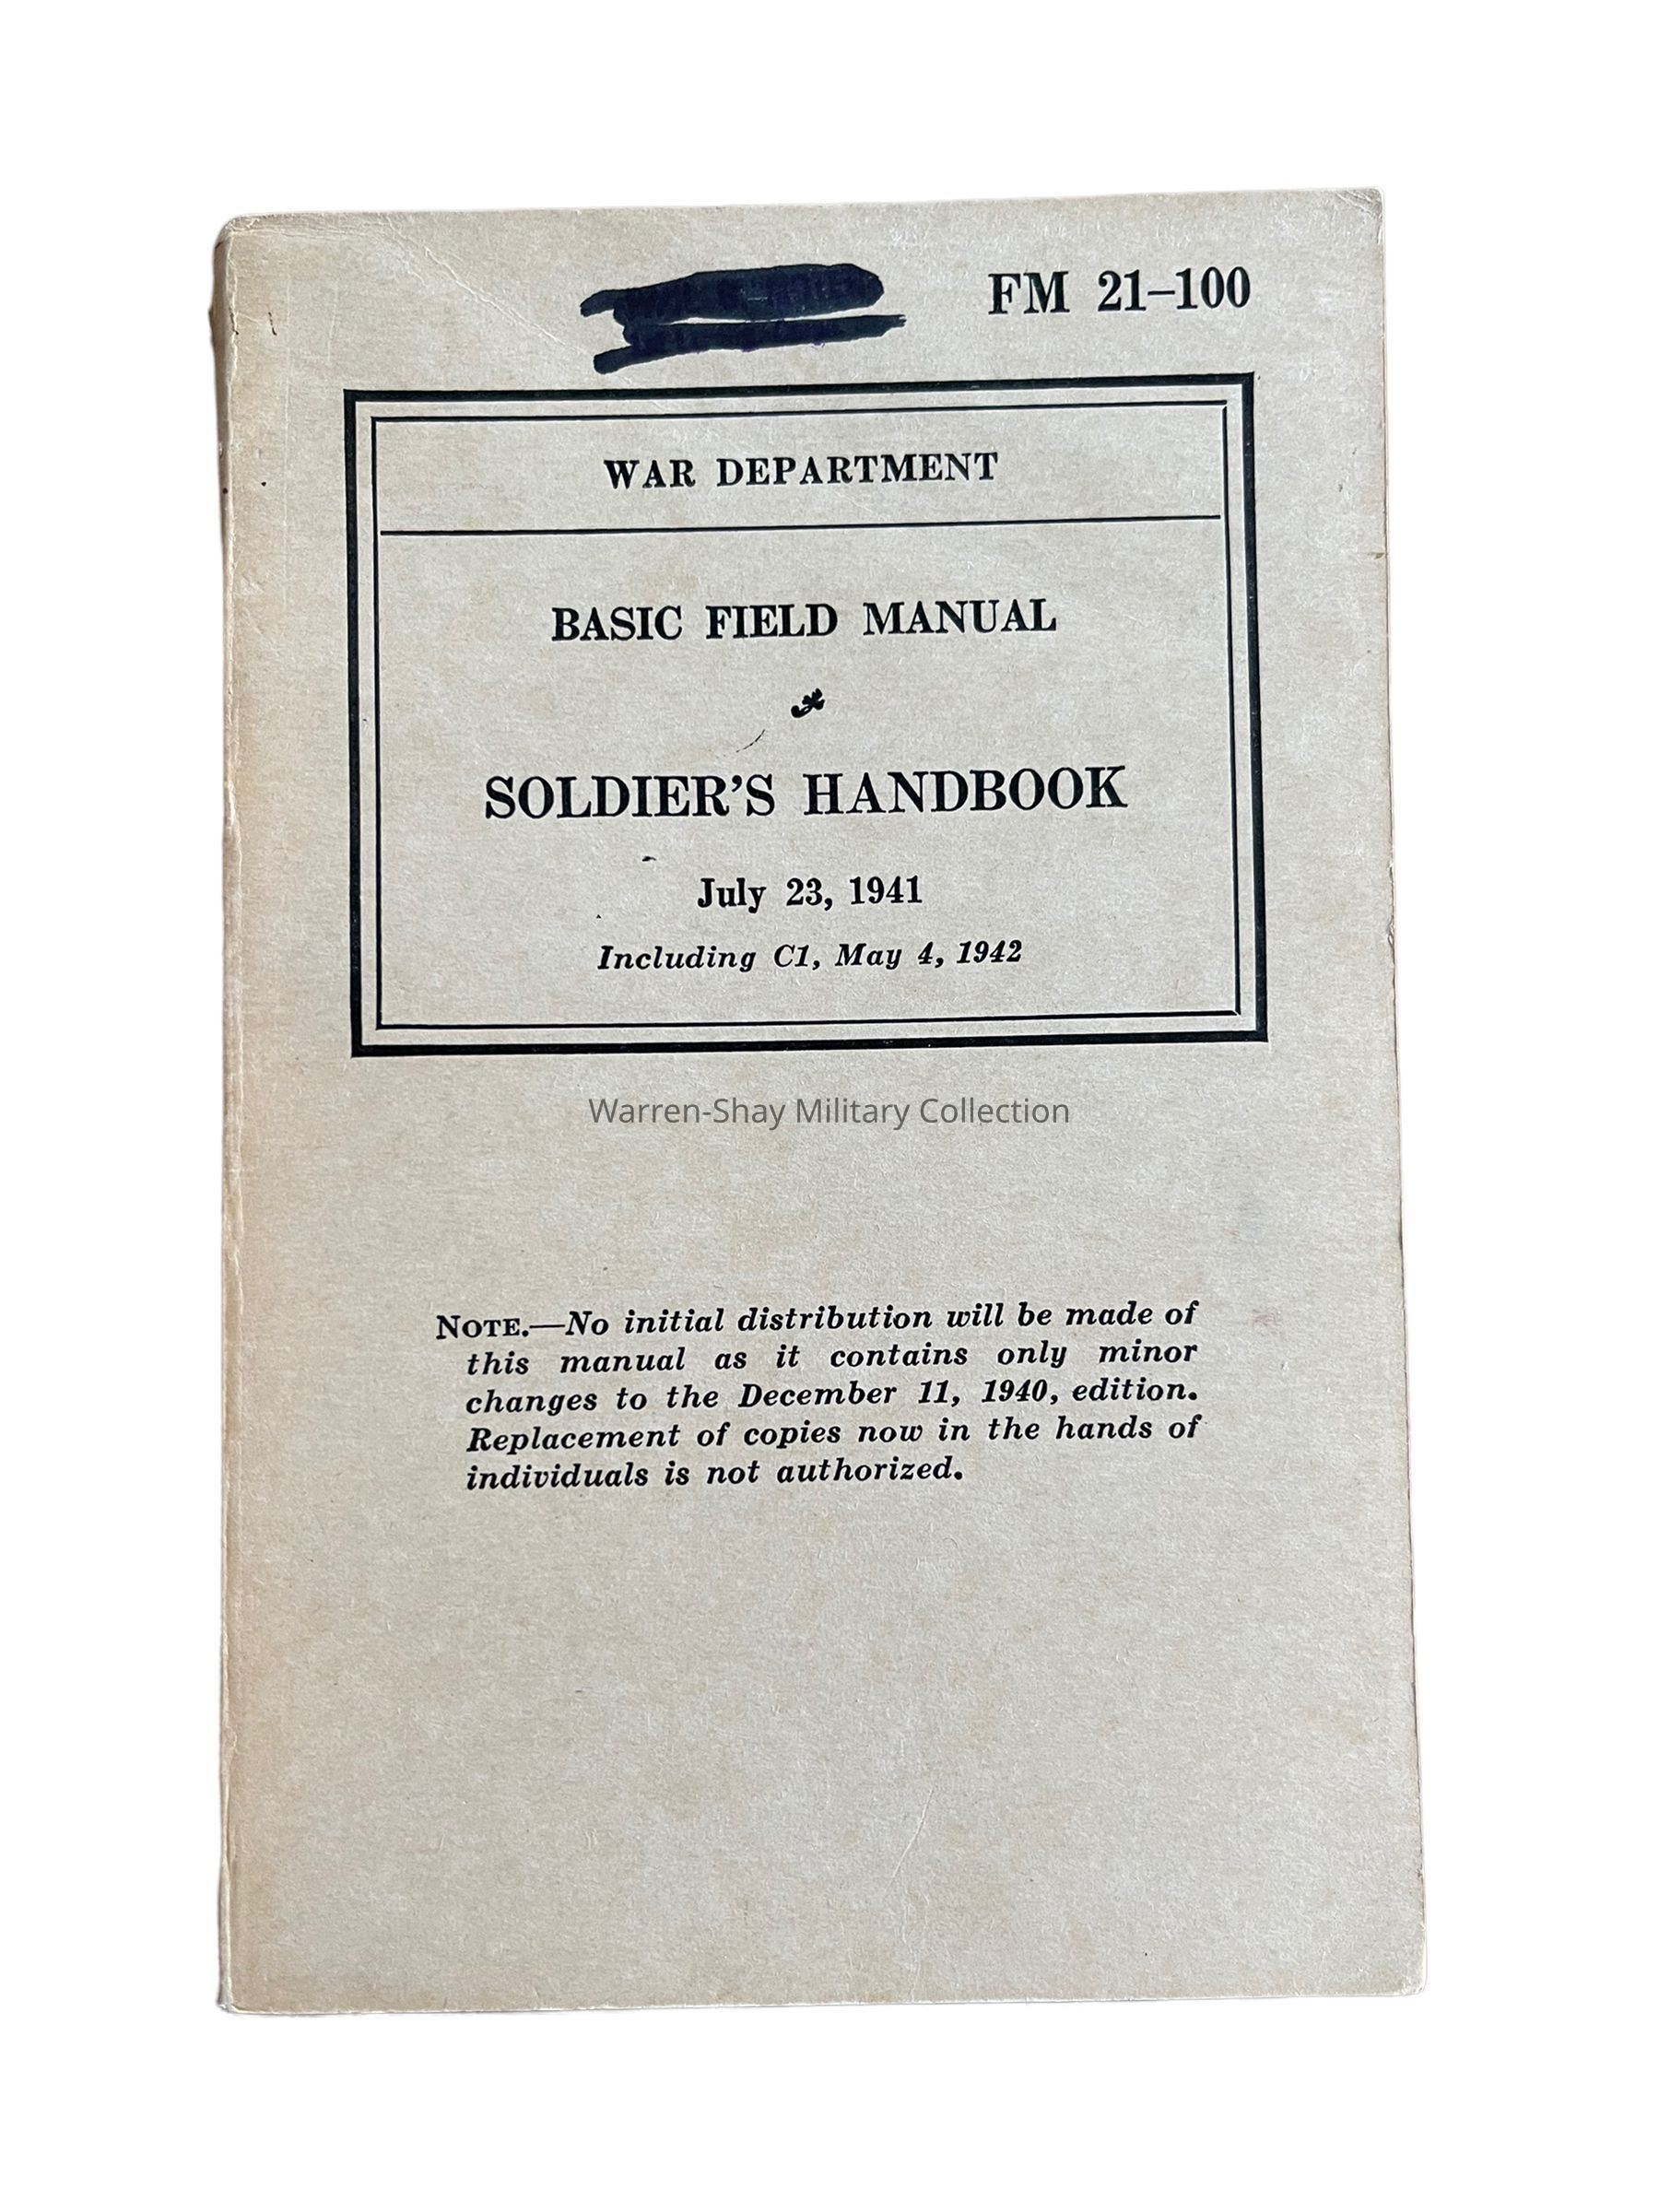 FM 21–100
WAR DEPARTMENT
BASIC FIELD MANUAL
SOLDIER'S HANDBOOK
July 23, 1941
Including C1, May 4, 1942
Warren-Shay Military Collection
NOTE.—No initial distribution will be made of
this manual as it contains only minor
changes to the December 11, 1940, edition.
Replacement of copies now in the hands of
individuals is not authorized.